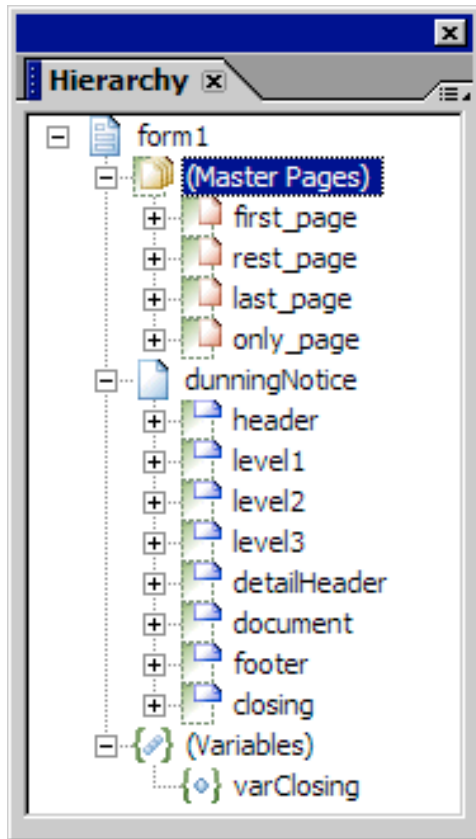 Hierarchy
form1
(Master Pages)
first_page
rest_page
last_page
only_page
dunningNotice
header
level1
level2
level3
detailHeader
document
footer
closing
(Variables)
varClosing